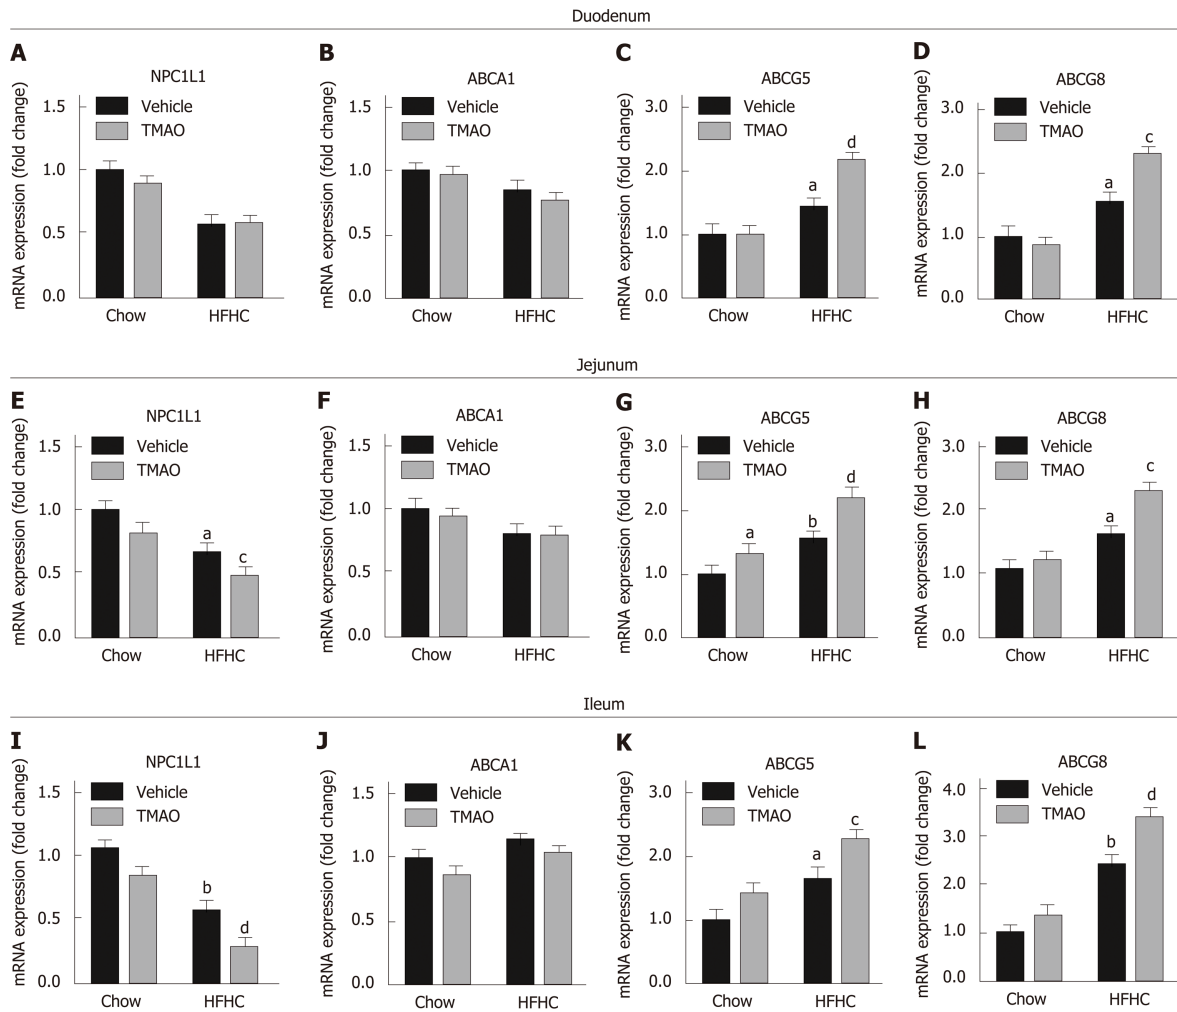 Duodenum
A
NPC1L1
mRNA expression (fold change)
1.5
1.0
0.5
0.0
Vehicle
TMAO
Chow
HFHC
B
ABCA1
mRNA expression (fold change)
1.5
1.0
0.5
0.0
Vehicle
TMAO
Chow
HFHC
C
ABCG5
mRNA expression (fold change)
3.0
2.0
1.0
0.0
Vehicle
TMAO
a
d
Chow
HFHC
D
ABCG8
mRNA expression (fold change)
3.0
2.0
1.0
0.0
Vehicle
TMAO
a
c
Chow
HFHC
Jejunum
E
NPC1L1
mRNA expression (fold change)
1.5
1.0
0.5
0.0
Vehicle
TMAO
a
c
Chow
HFHC
F
ABCA1
mRNA expression (fold change)
1.5
1.0
0.5
0.0
Vehicle
TMAO
Chow
HFHC
G
ABCG5
mRNA expression (fold change)
3.0
2.0
1.0
0.0
Vehicle
TMAO
a
b
d
Chow
HFHC
H
ABCG8
mRNA expression (fold change)
3.0
2.0
1.0
0.0
Vehicle
TMAO
a
c
Chow
HFHC
Ileum
I
NPC1L1
mRNA expression (fold change)
1.5
1.0
0.5
0.0
Vehicle
TMAO
b
d
Chow
HFHC
J
ABCA1
mRNA expression (fold change)
1.5
1.0
0.5
0.0
Vehicle
TMAO
Chow
HFHC
K
ABCG5
mRNA expression (fold change)
3.0
2.0
1.0
0.0
Vehicle
TMAO
a
c
Chow
HFHC
L
ABCG8
mRNA expression (fold change)
4.0
3.0
2.0
1.0
0.0
Vehicle
TMAO
b
d
Chow
HFHC